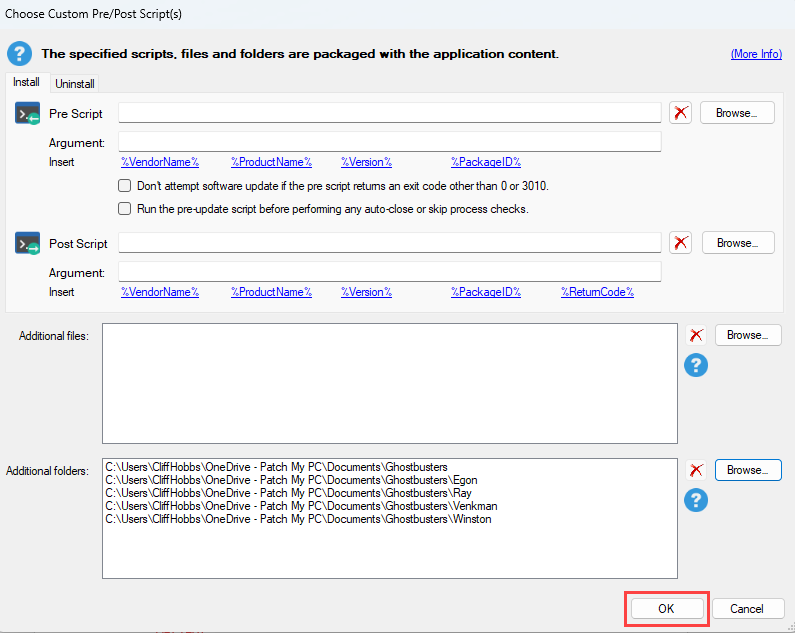 Choose Custom Pre/Post Script(s)
The specified scripts, files and folders are packaged with the application content.
(More Info)
Install
Uninstall
Pre Script
Browse...
Argument:
Insert
%VendorName% %ProductName% %Version% %PackageID%
Don't attempt software update if the pre script returns an exit code other than 0 or 3010.
Run the pre-update script before performing any auto-close or skip process checks.
Post Script
Browse...
Argument:
Insert
%VendorName% %ProductName% %Version% %PackageID% %ReturnCode%
Additional files:
Browse...
Additional folders:
C:\Users\CliffHobbs\OneDrive - Patch My PC\Documents\Ghostbusters
C:\Users\CliffHobbs\OneDrive - Patch My PC\Documents\Ghostbusters\Egon
C:\Users\CliffHobbs\OneDrive - Patch My PC\Documents\Ghostbusters\Ray
C:\Users\CliffHobbs\OneDrive - Patch My PC\Documents\Ghostbusters\Venkman
C:\Users\CliffHobbs\OneDrive - Patch My PC\Documents\Ghostbusters\Winston
Browse...
OK
Cancel